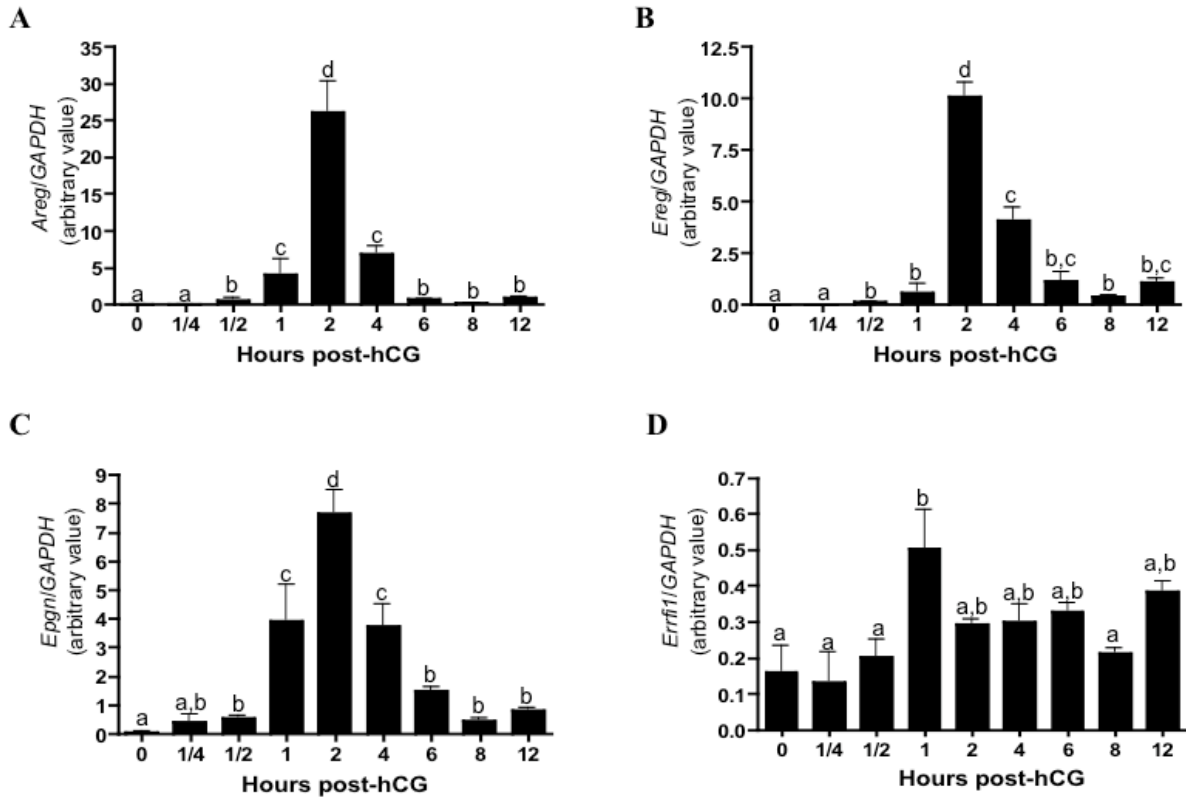 A
Areg/GAPDH
(arbitrary value)
35
30
25
20
15
10
5
0
a
a
b
c
d
c
b
b
b
0 1/4 1/2 1 2 4 6 8 12
Hours post-hCG
B
Ereg/GAPDH
(arbitrary value)
12.5
10.0
7.5
5.0
2.5
0.0
a
a
b
b
d
c
b,c
b
b,c
0 1/4 1/2 1 2 4 6 8 12
Hours post-hCG
C
Epgn/GAPDH
(arbitrary value)
9
8
7
6
5
4
3
2
1
0
a
a,b
b
c
d
c
b
b
b
0 1/4 1/2 1 2 4 6 8 12
Hours post-hCG
D
Errfi1/GAPDH
(arbitrary value)
0.7
0.6
0.5
0.4
0.3
0.2
0.1
0.0
a
a
a
b
a,b
a,b
a,b
a
a,b
0 1/4 1/2 1 2 4 6 8 12
Hours post-hCG